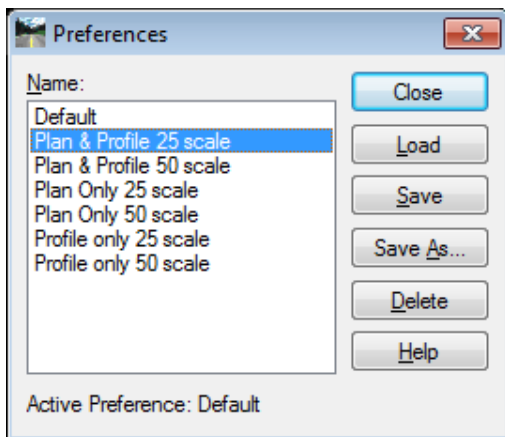 Preferences
Name:
Default
Plan & Profile 25 scale
Plan & Profile 50 scale
Plan Only 25 scale
Plan Only 50 scale
Profile only 25 scale
Profile only 50 scale
Close
Load
Save
Save As...
Delete
Help
Active Preference: Default